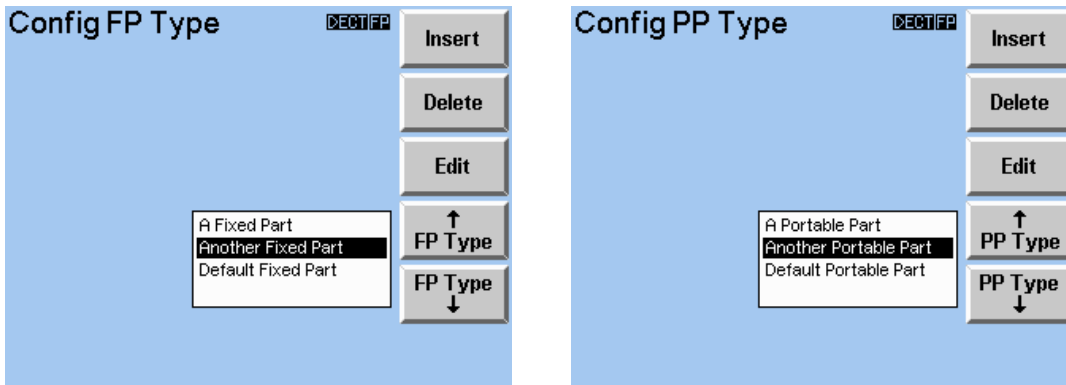 Config FP Type
DECT FP
Insert
Delete
Edit
A Fixed Part
Another Fixed Part
Default Fixed Part
↑
FP Type
FP Type
↓
Config PP Type
DECT FP
Insert
Delete
Edit
A Portable Part
Another Portable Part
Default Portable Part
↑
PP Type
PP Type
↓